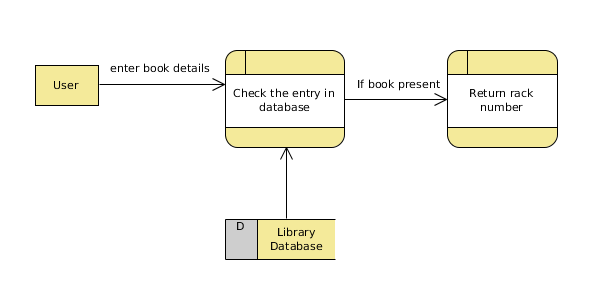 enter book details
User
Check the entry in
database
If book present
Return rack
number
D
Library
Database